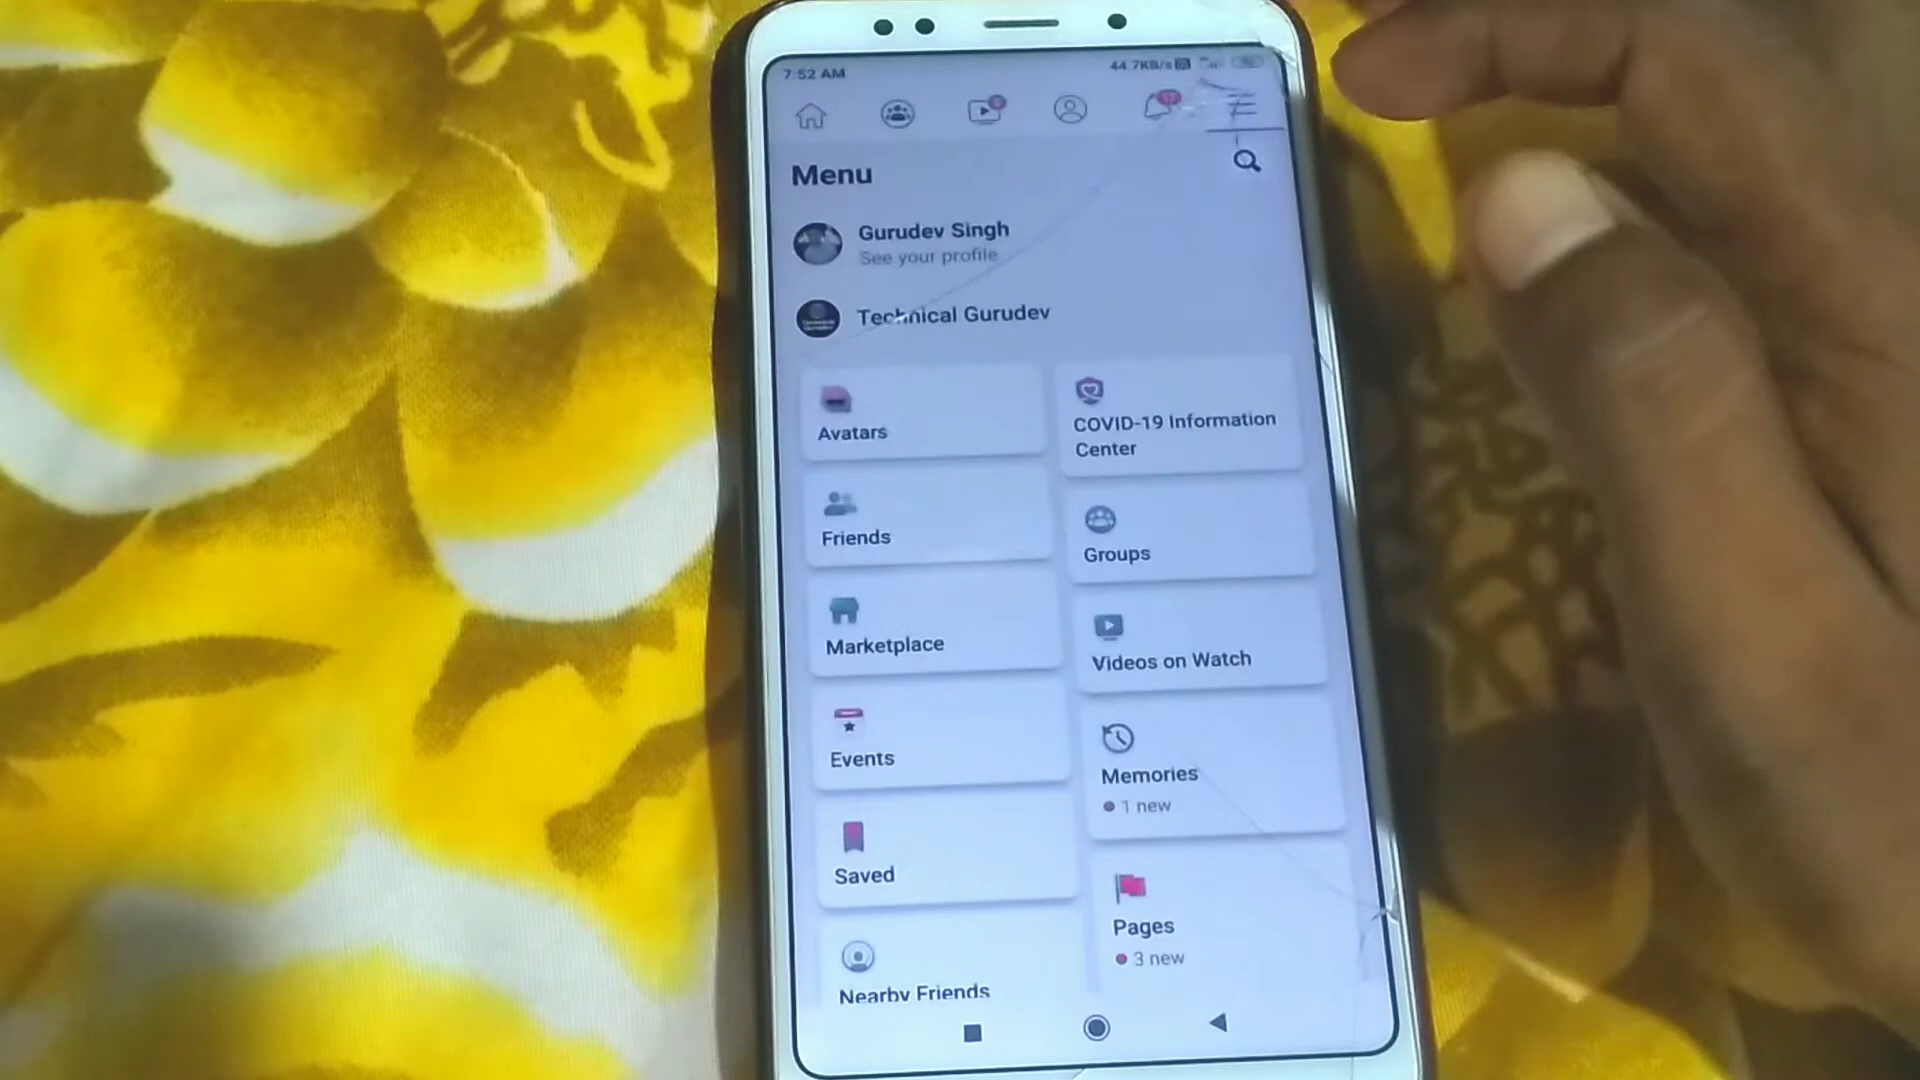 7:52 AM
44.7KB/s
Menu
Gurudev Singh
See your profile
Technical Gurudev
Avatars
COVID-19 Information
Center
Friends
Groups
Marketplace
Videos on Watch
Events
Memories
1 new
Saved
Pages
3 new
Nearby Friends